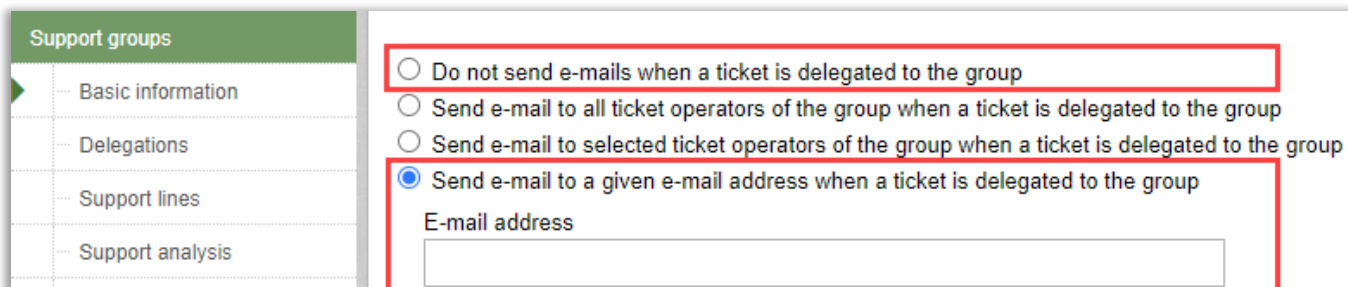 Support groups
Basic information
Delegations
Support lines
Support analysis
Do not send e-mails when a ticket is delegated to the group
Send e-mail to all ticket operators of the group when a ticket is delegated to the group
Send e-mail to selected ticket operators of the group when a ticket is delegated to the group
Send e-mail to a given e-mail address when a ticket is delegated to the group
E-mail address